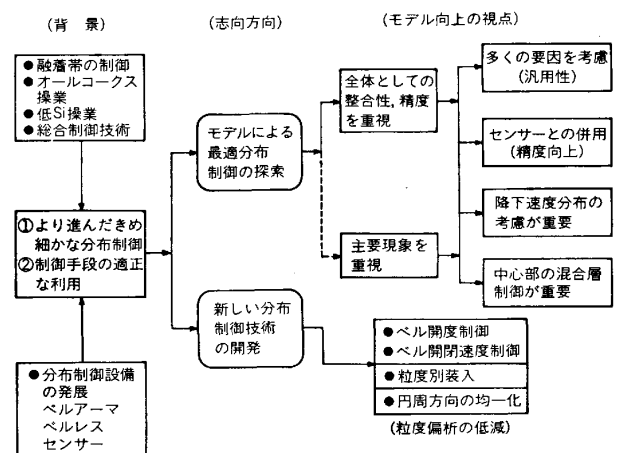 (背 景)
(志向方向)
(モデル向上の視点)
●融着帯の制御
●オールコークス
操業
●低Si操業
●総合制御技術
①より進んだきめ
細かな分布制御
②制御手段の適正
な利用
●分布制御設備
の発展
ベルアーマ
ベルレス
センサー
モデルによる
最適分布
制御の探索
新しい分布
制御技術
の開発
全体としての
整合性,精度
を重視
主要現象を
重視
多くの要因を考慮
(汎用性)
センサーとの併用
(精度向上)
降下速度分布の
考慮が重要
中心部の混合層
制御が重要
●ベル開度制御
●ベル開閉速度制御
●粒度別装入
●円周方向の均一化
(粒度偏析の低減)